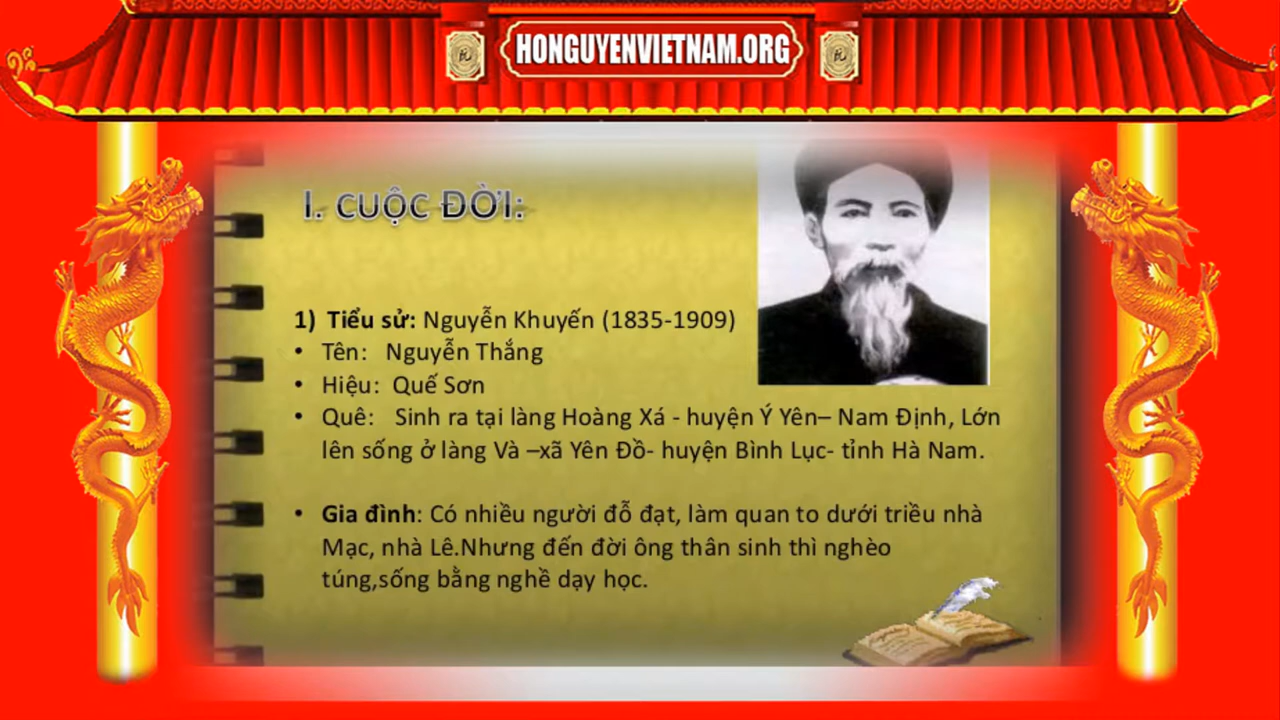 HONGUYENVIETNAM.ORG
I. CUỘC ĐỜI:
1) Tiểu sử: Nguyễn Khuyến (1835-1909)
• Tên: Nguyễn Thắng
• Hiệu: Quế Sơn
• Quê: Sinh ra tại làng Hoàng Xá - huyện Ý Yên– Nam Định, Lớn
lên sống ở làng Và –xã Yên Đồ- huyện Bình Lục- tỉnh Hà Nam.
• Gia đình: Có nhiều người đỗ đạt, làm quan to dưới triều nhà
Mạc, nhà Lê.Nhưng đến đời ông thân sinh thì nghèo
túng,sống bằng nghề dạy học.